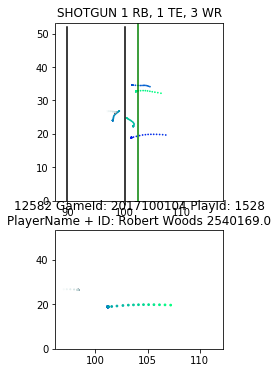 SHOTGUN 1 RB, 1 TE, 3 WR
50
40
30
20
10
0
90 100 110
12582 GameId: 2017100104 PlayId: 1528
PlayerName + ID: Robert Woods 2540169.0
40
20
0
100 105 110